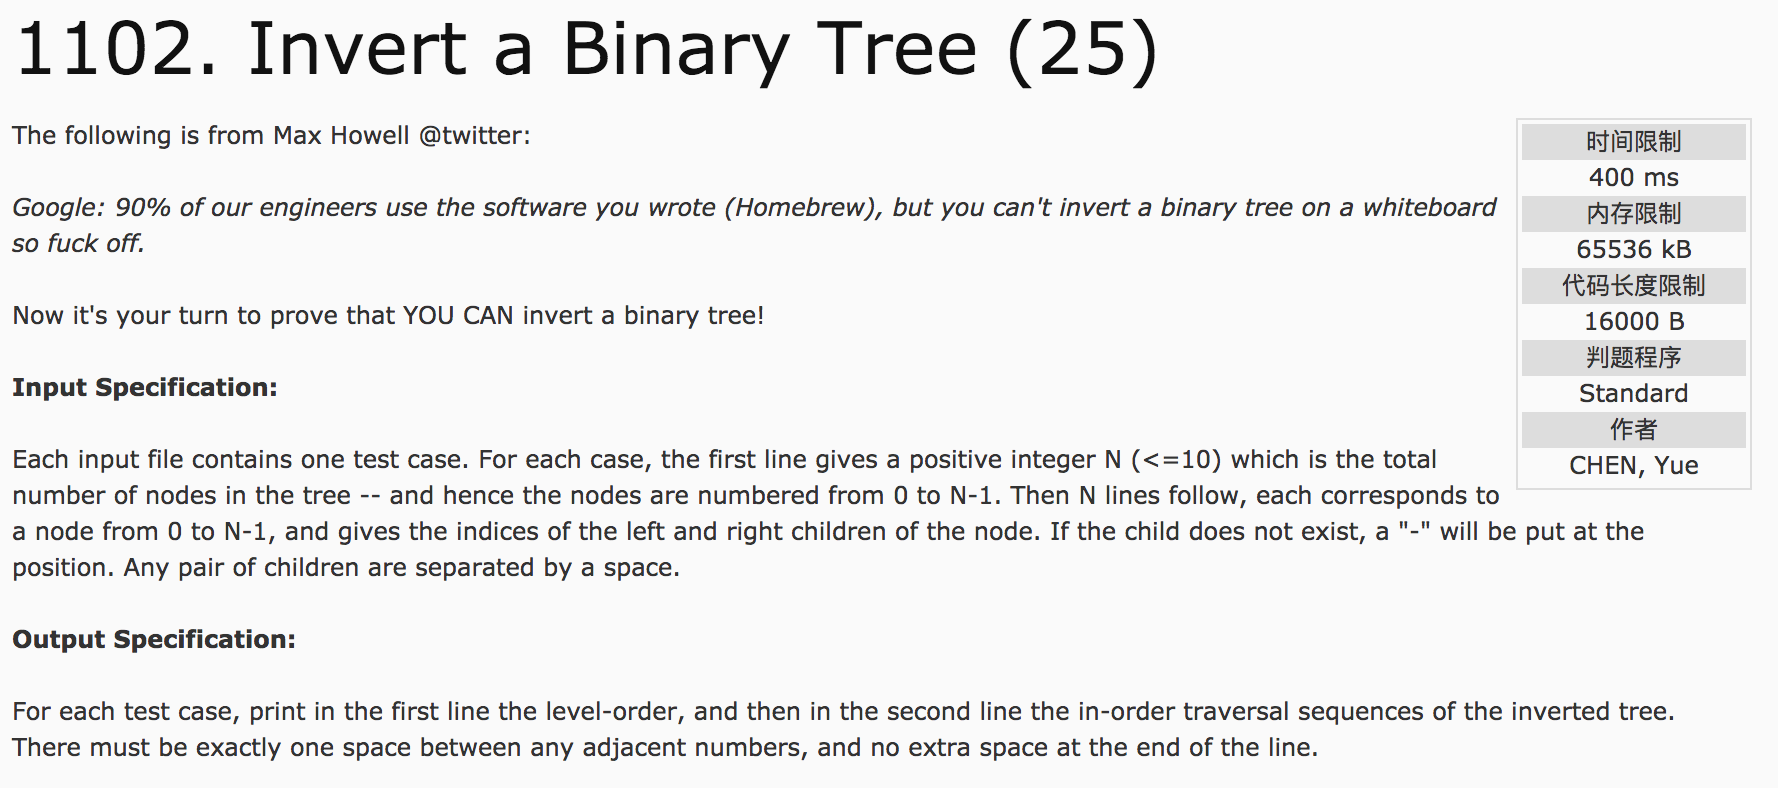 1102. Invert a Binary Tree (25)
The following is from Max Howell @twitter:
Google: 90% of our engineers use the software you wrote (Homebrew), but you can't invert a binary tree on a whiteboard
so fuck off.
Now it's your turn to prove that YOU CAN invert a binary tree!
Input Specification:
Each input file contains one test case. For each case, the first line gives a positive integer N (<=10) which is the total
number of nodes in the tree -- and hence the nodes are numbered from 0 to N-1. Then N lines follow, each corresponds to
a node from 0 to N-1, and gives the indices of the left and right children of the node. If the child does not exist, a "-" will be put at the
position. Any pair of children are separated by a space.
Output Specification:
For each test case, print in the first line the level-order, and then in the second line the in-order traversal sequences of the inverted tree.
There must be exactly one space between any adjacent numbers, and no extra space at the end of the line.
时间限制
400 ms
内存限制
65536 kB
代码长度限制
16000 B
判题程序
Standard
作者
CHEN, Yue